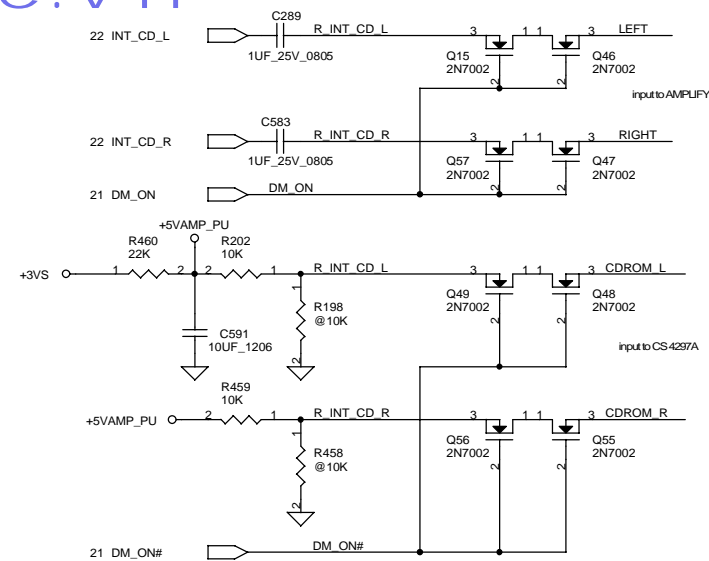 C289
22 INT_CD_L
R_INT_CD_L
3
1 1
3
LEFT
1UF_25V_0805
Q15
2N7002
2
2
Q46
2N7002
input to AMPLIFY
C583
22 INT_CD_R
R_INT_CD_R
3
1 1
3
RIGHT
1UF_25V_0805
Q57
2N7002
2
2
Q47
2N7002
21 DM_ON
DM_ON
+5VAMP_PU
R460
22K
R202
10K
+3VS
1
2
2
1
R_INT_CD_L
3
1 1
3
CDROM_L
1
R198
@10K
2
Q49
2N7002
2
2
Q48
2N7002
C591
10UF_1206
input to CS4297A
R459
10K
+5VAMP_PU
2
1
R_INT_CD_R
3
1 1
3
CDROM_R
1
R458
@10K
2
Q56
2N7002
2
2
Q55
2N7002
21 DM_ON#
DM_ON#